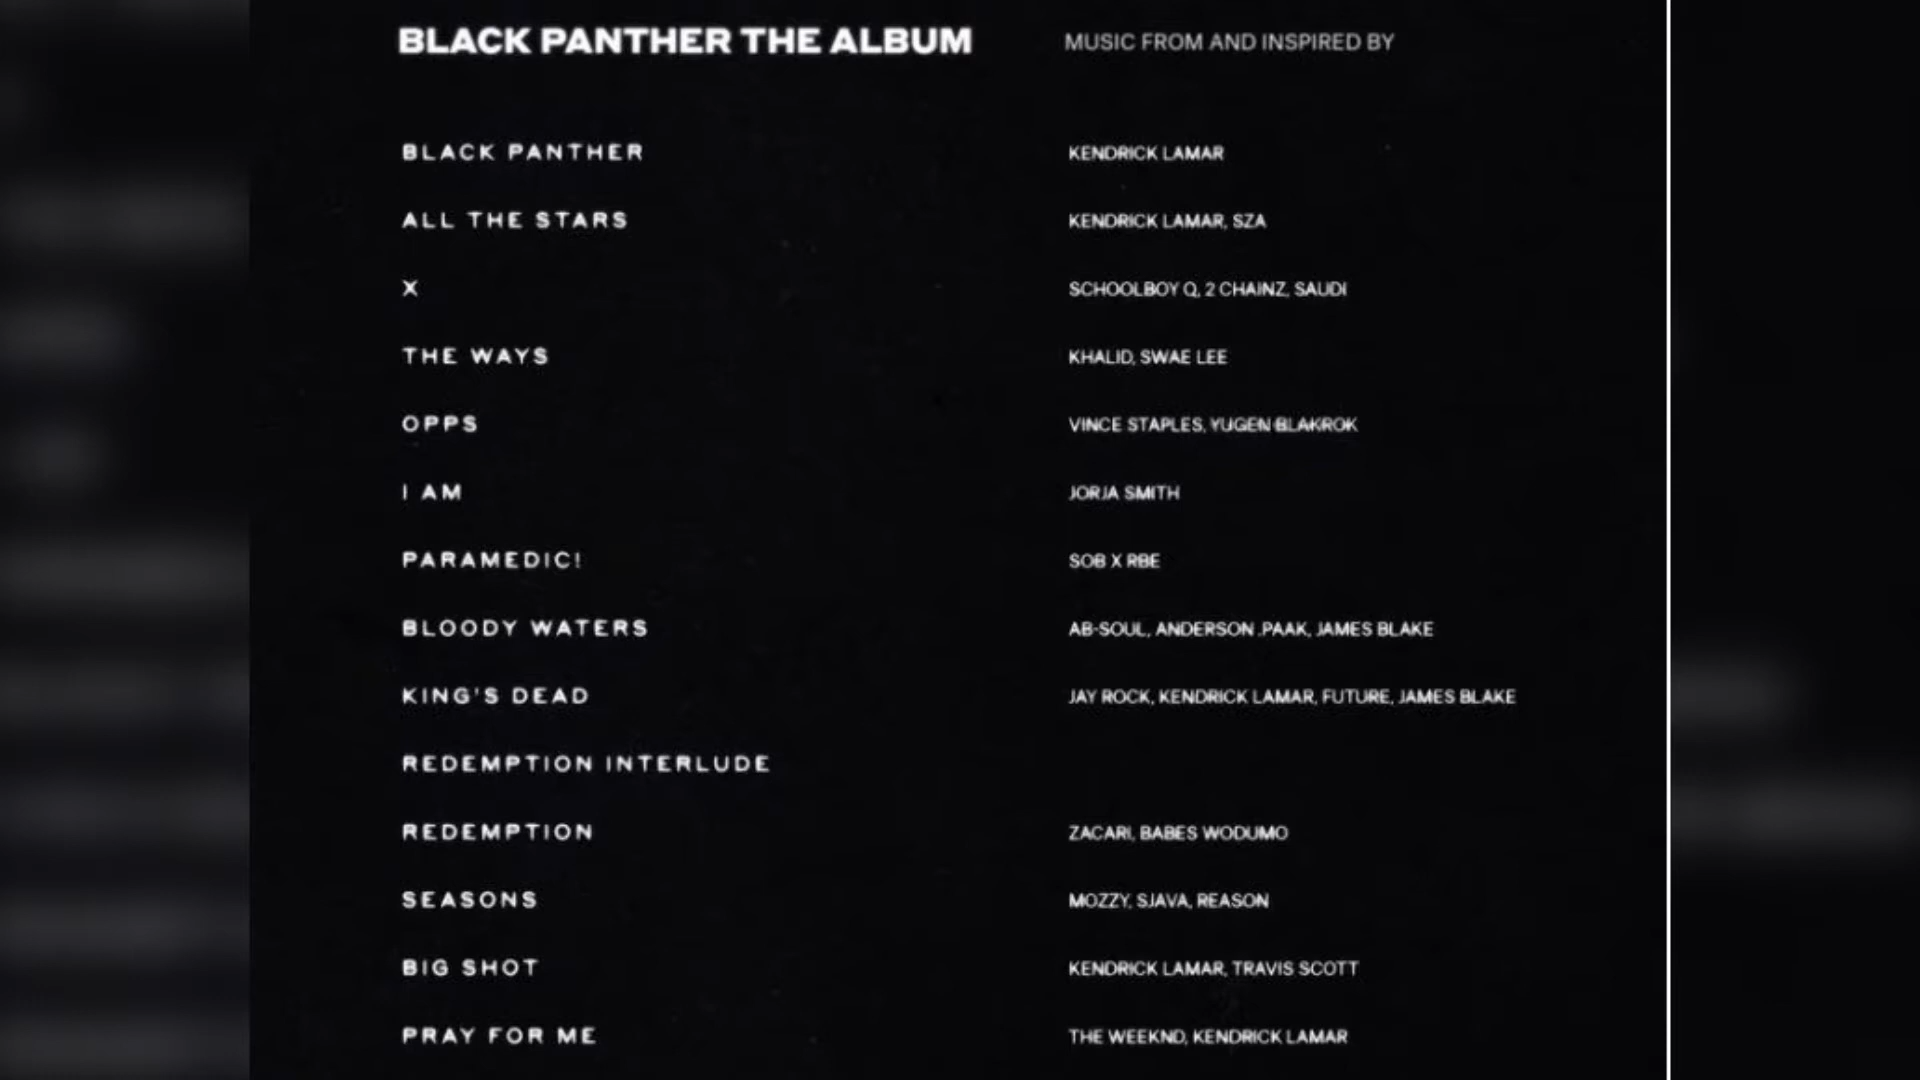 BLACK PANTHER THE ALBUM MUSIC FROM AND INSPIRED BY
BLACK PANTHER KENDRICK LAMAR
ALL THE STARS KENDRICK LAMAR, SZA
X SCHOOLBOY Q, 2 CHAINZ, SAUDI
THE WAYS KHALID, SWAE LEE
OPPS VINCE STAPLES, YUGEN BLAKROK
I AM JORJA SMITH
PARAMEDIC! SOB X RBE
BLOODY WATERS AB-SOUL, ANDERSON .PAAK, JAMES BLAKE
KING'S DEAD JAY ROCK, KENDRICK LAMAR, FUTURE, JAMES BLAKE
REDEMPTION INTERLUDE
REDEMPTION ZACARI, BABES WODUMO
SEASONS MOZZY, SJAVA, REASON
BIG SHOT KENDRICK LAMAR, TRAVIS SCOTT
PRAY FOR ME THE WEEKND, KENDRICK LAMAR